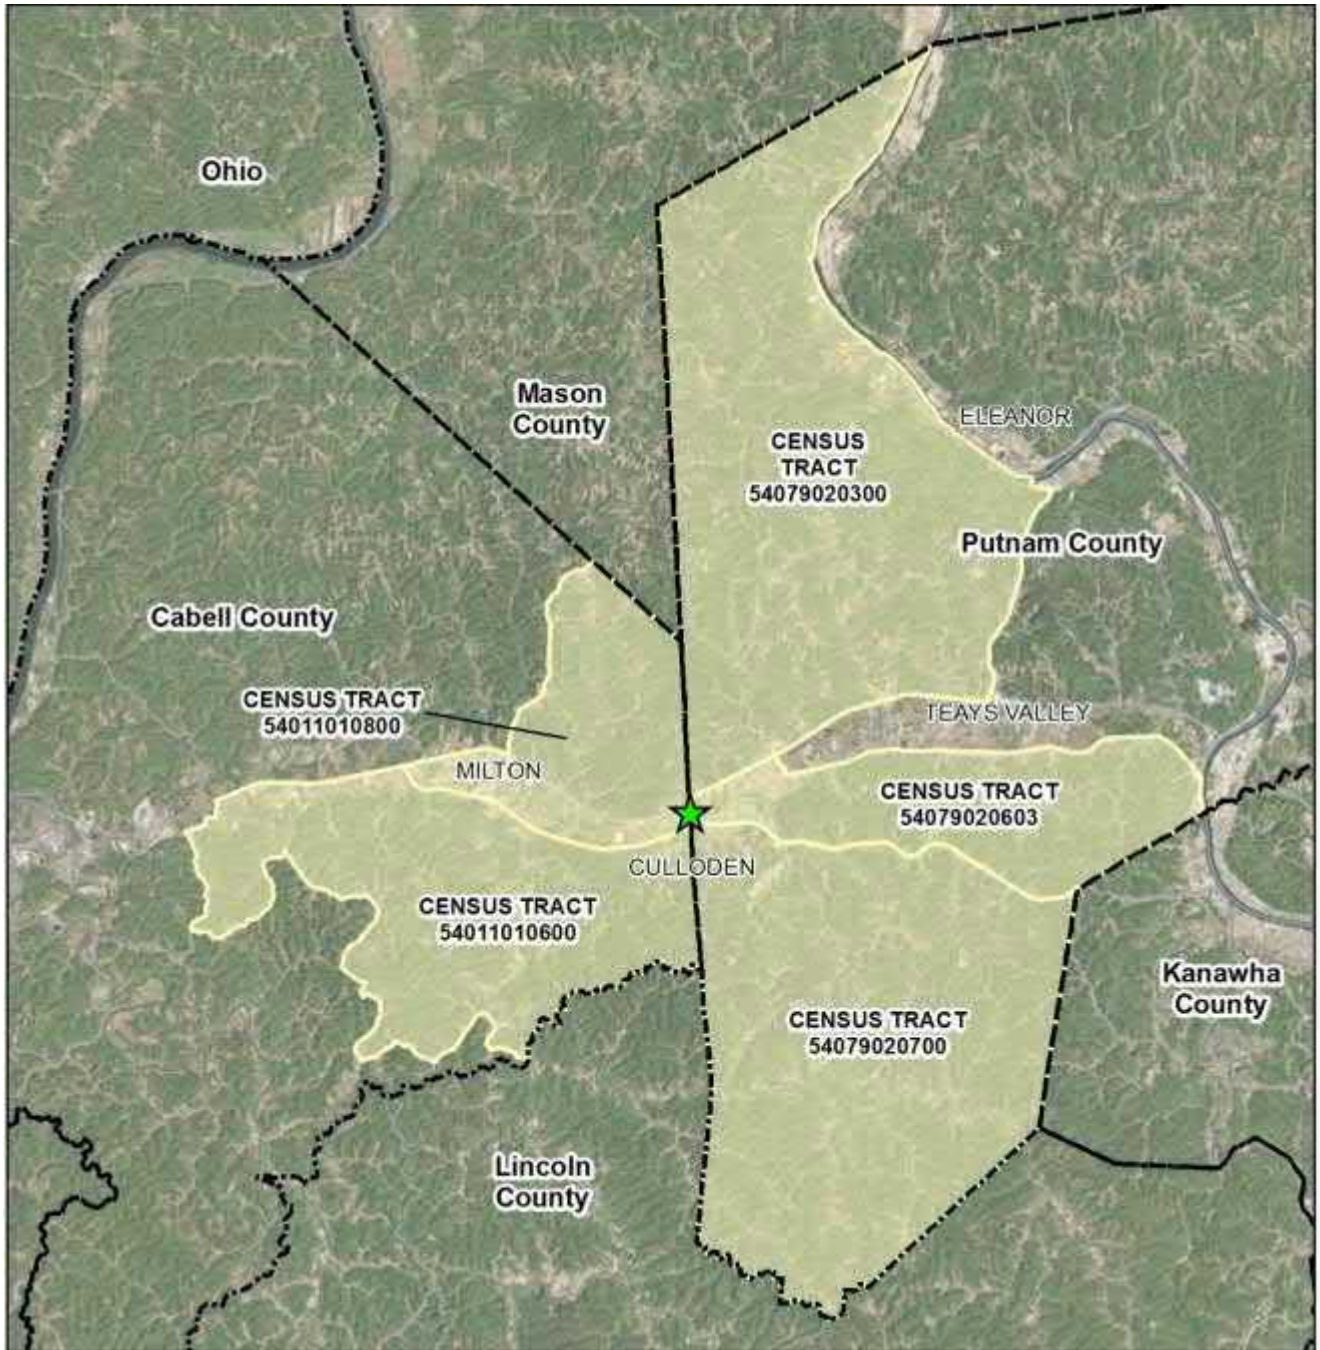 Ohio
Mason
County
ELEANOR
CENSUS
TRACT
54079020300
Putnam County
Cabell County
CENSUS TRACT
54011010800
TEAYS VALLEY
MILTON
CENSUS TRACT
54079020603
CULLODEN
CENSUS TRACT
54011010600
Kanawha
County
CENSUS TRACT
54079020700
Lincoln
County